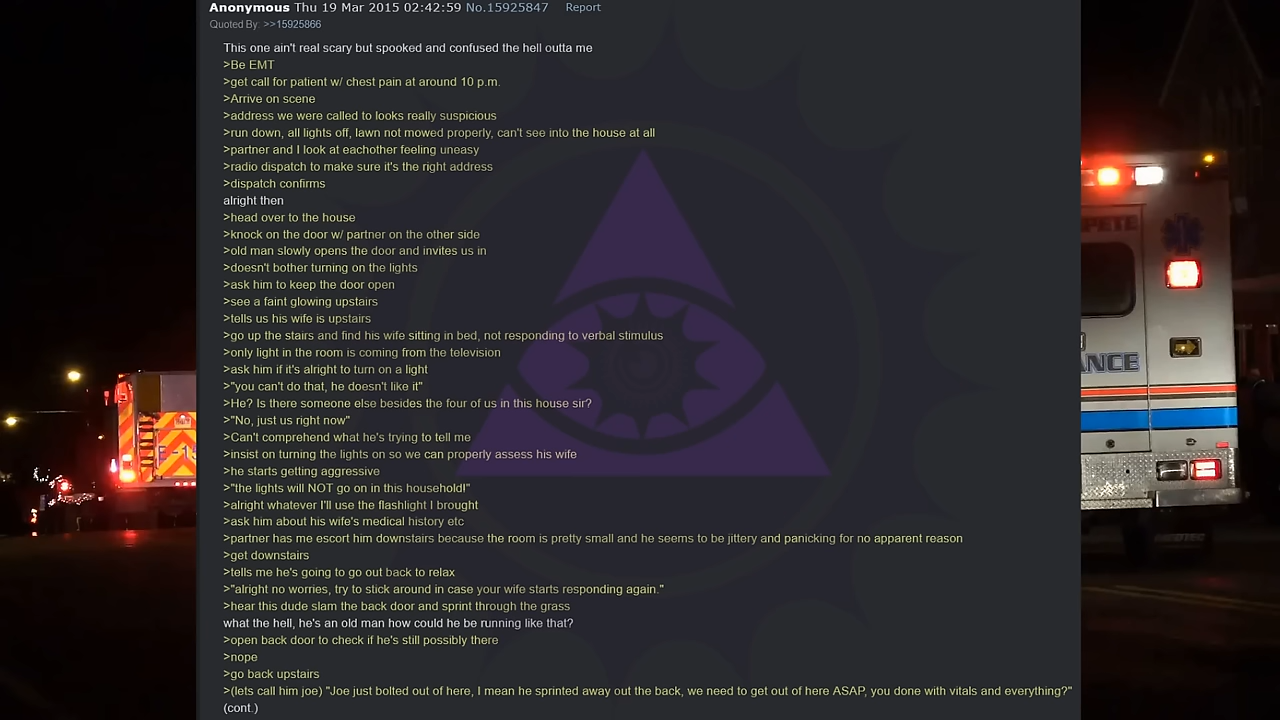 Anonymous Thu 19 Mar 2015 02:42:59 No.15925847 Report
Quoted By: >>15925866
This one ain't real scary but spooked and confused the hell outta me
>Be EMT
>get call for patient w/ chest pain at around 10 p.m.
>Arrive on scene
>address we were called to looks really suspicious
>run down, all lights off, lawn not mowed properly, can't see into the house at all
>partner and I look at eachother feeling uneasy
>radio dispatch to make sure it's the right address
>dispatch confirms
alright then
>head over to the house
>knock on the door w/ partner on the other side
>old man slowly opens the door and invites us in
>doesn't bother turning on the lights
>ask him to keep the door open
>see a faint glowing upstairs
>tells us his wife is upstairs
>go up the stairs and find his wife sitting in bed, not responding to verbal stimulus
>only light in the room is coming from the television
>ask him if it's alright to turn on a light
>"you can't do that, he doesn't like it"
>He? Is there someone else besides the four of us in this house sir?
>"No, just us right now"
>Can't comprehend what he's trying to tell me
>insist on turning the lights on so we can properly assess his wife
>he starts getting aggressive
>"the lights will NOT go on in this household!"
>alright whatever I'll use the flashlight I brought
>ask him about his wife's medical history etc
>partner has me escort him downstairs because the room is pretty small and he seems to be jittery and panicking for no apparent reason
>get downstairs
>tells me he's going to go out back to relax
>"alright no worries, try to stick around in case your wife starts responding again."
>hear this dude slam the back door and sprint through the grass
what the hell, he's an old man how could he be running like that?
>open back door to check if he's still possibly there
>nope
>go back upstairs
>(lets call him joe) "Joe just bolted out of here, I mean he sprinted away out the back, we need to get out of here ASAP, you done with vitals and everything?"
(cont.)
PETE
ANCE